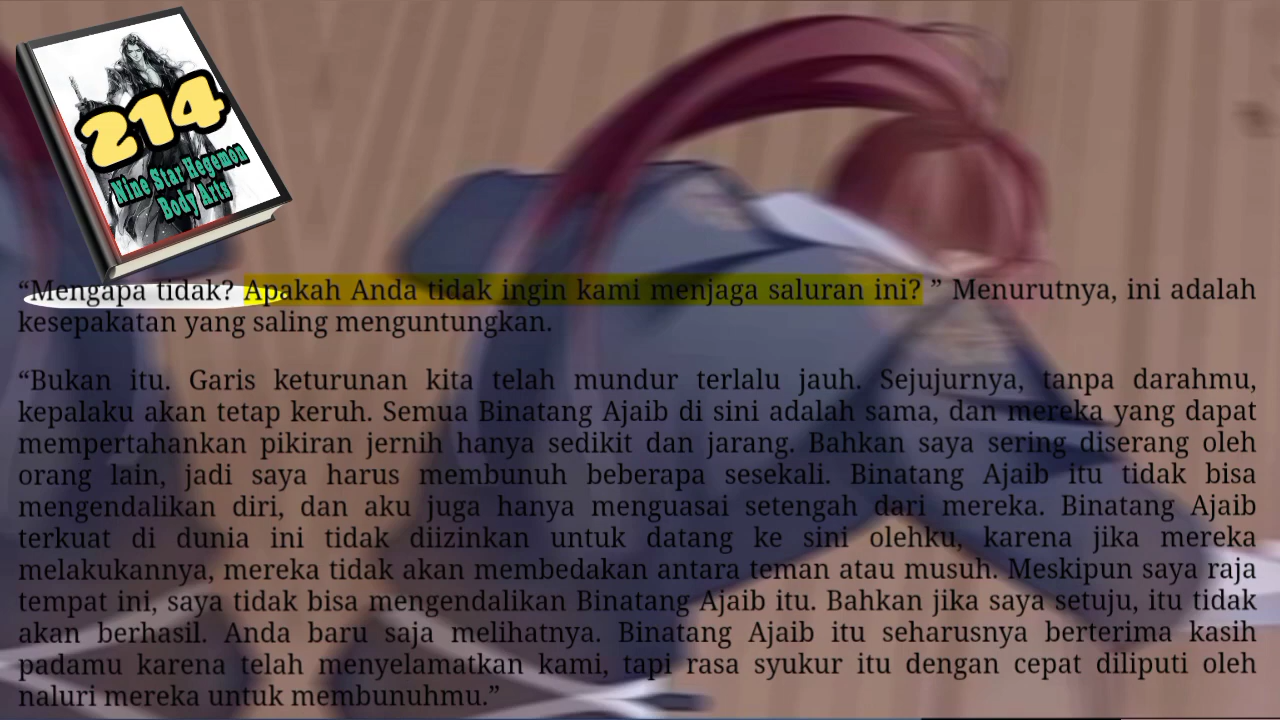 214
Nine Star Hegemon
Body Arts
“Mengapa tidak? Apakah Anda tidak ingin kami menjaga saluran ini? ” Menurutnya, ini adalah
kesepakatan yang saling menguntungkan.
“Bukan itu. Garis keturunan kita telah mundur terlalu jauh. Sejujurnya, tanpa darahmu,
kepalaku akan tetap keruh. Semua Binatang Ajaib di sini adalah sama, dan mereka yang dapat
mempertahankan pikiran jernih hanya sedikit dan jarang. Bahkan saya sering diserang oleh
orang lain, jadi saya harus membunuh beberapa sesekali. Binatang Ajaib itu tidak bisa
mengendalikan diri, dan aku juga hanya menguasai setengah dari mereka. Binatang Ajaib
terkuat di dunia ini tidak diizinkan untuk datang ke sini olehku, karena jika mereka
melakukannya, mereka tidak akan membedakan antara teman atau musuh. Meskipun saya raja
tempat ini, saya tidak bisa mengendalikan Binatang Ajaib itu. Bahkan jika saya setuju, itu tidak
akan berhasil. Anda baru saja melihatnya. Binatang Ajaib itu seharusnya berterima kasih
padamu karena telah menyelamatkan kami, tapi rasa syukur itu dengan cepat diliputi oleh
naluri mereka untuk membunuhmu.”